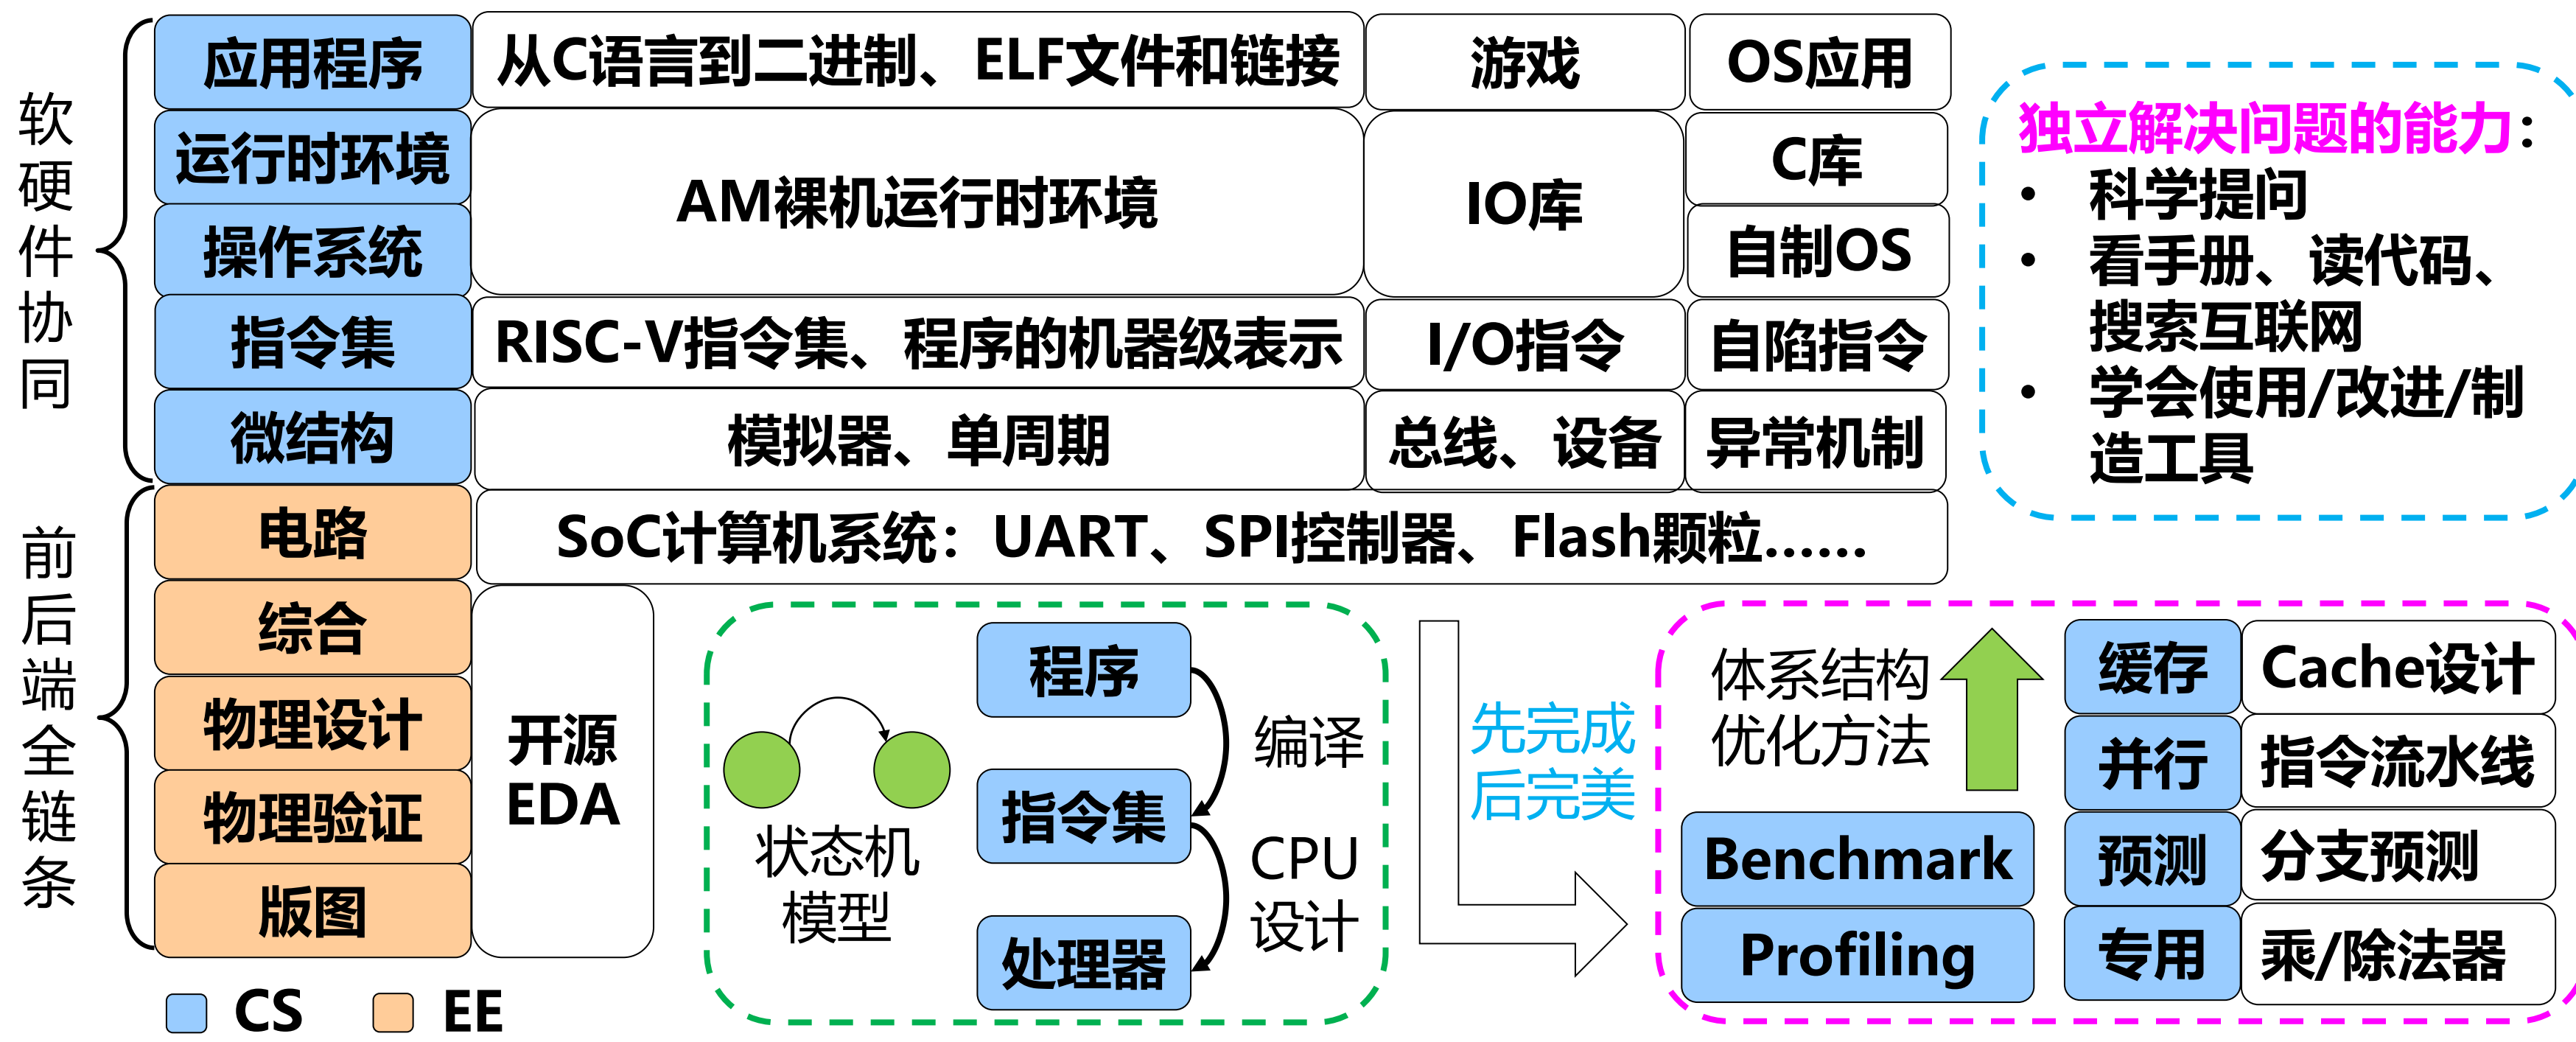 软硬件协同
应用程序
从C语言到二进制、ELF文件和链接
游戏
OS应用
运行时环境
AM裸机运行时环境
IO库
C库
操作系统
自制OS
指令集
RISC-V指令集、程序的机器级表示
I/O指令
自陷指令
微结构
模拟器、单周期
总线、设备
异常机制
独立解决问题的能力：
• 科学提问
• 看手册、读代码、
搜索互联网
• 学会使用/改进/制
造工具
前后端全链条
电路
SoC计算机系统：UART、SPI控制器、Flash颗粒……
综合
物理设计
物理验证
版图
开源
EDA
状态机
模型
程序
编译
指令集
CPU
设计
处理器
先完成
后完美
体系结构
优化方法
Benchmark
Profiling
缓存
Cache设计
并行
指令流水线
预测
分支预测
专用
乘/除法器
CS
EE